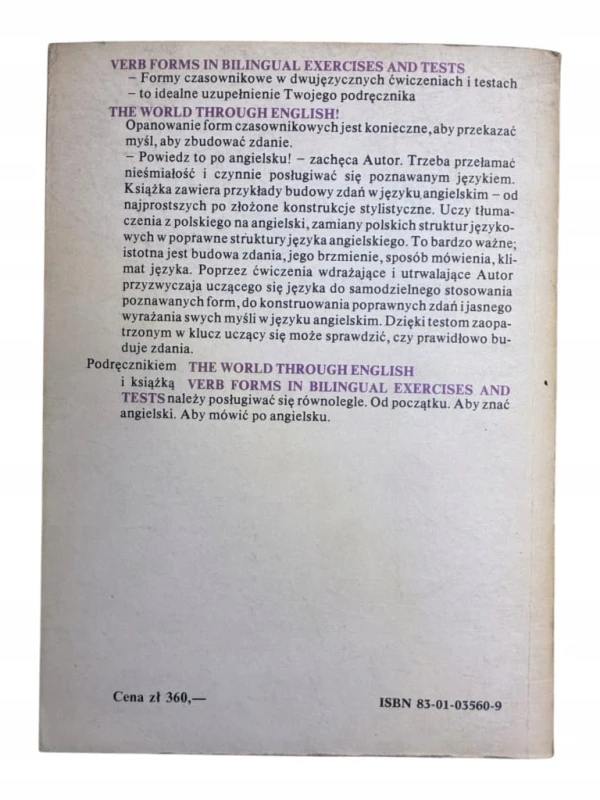 VERB FORMS IN BILINGUAL EXERCISES AND TESTS
– Formy czasownikowe w dwujęzycznych ćwiczeniach i testach
– to idealne uzupełnienie Twojego podręcznika
THE WORLD THROUGH ENGLISH!
Opanowanie form czasownikowych jest konieczne, aby przekazać
myśl, aby zbudować zdanie.
– Powiedz to po angielsku! – zachęca Autor. Trzeba przełamać
nieśmiałość i czynnie posługiwać się poznawanym językiem.
Książka zawiera przykłady budowy zdań w języku angielskim – od
najprostszych po złożone konstrukcje stylistyczne. Uczy tłuma-
czenia z polskiego na angielski, zamiany polskich struktur języko-
wych w poprawne struktury języka angielskiego. To bardzo ważne;
istotna jest budowa zdania, jego brzmienie, sposób mówienia, kli-
mat języka. Poprzez ćwiczenia wdrażające i utrwalające Autor
przyzwyczaja uczącego się języka do samodzielnego stosowania
poznawanych form, do konstruowania poprawnych zdań i jasnego
wyrażania swych myśli w języku angielskim. Dzięki testom zaopa-
trzonym w klucz uczący się może sprawdzić, czy prawidłowo bu-
duje zdania.
Podręcznikiem THE WORLD THROUGH ENGLISH
i książką VERB FORMS IN BILINGUAL EXERCISES AND
TESTS należy posługiwać się równolegle. Od początku. Aby znać
angielski. Aby mówić po angielsku.
Cena zł 360,—
ISBN 83-01-03560-9